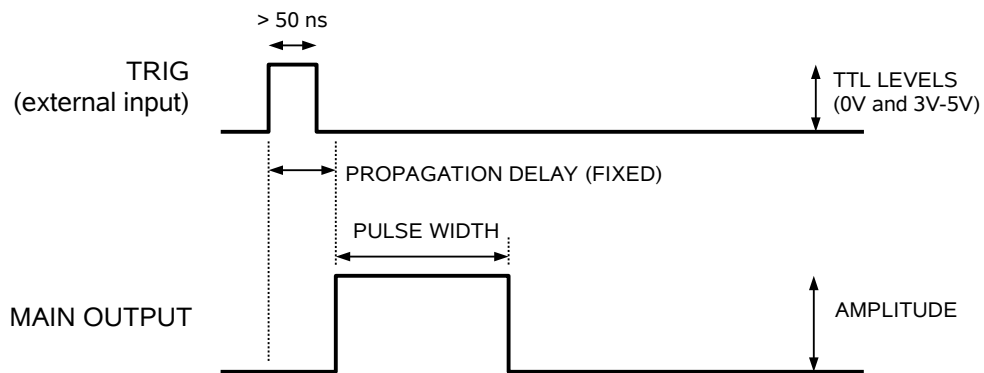 > 50 ns
TRIG
(external input)
TTL LEVELS
(0V and 3V-5V)
PROPAGATION DELAY (FIXED)
PULSE WIDTH
MAIN OUTPUT
AMPLITUDE